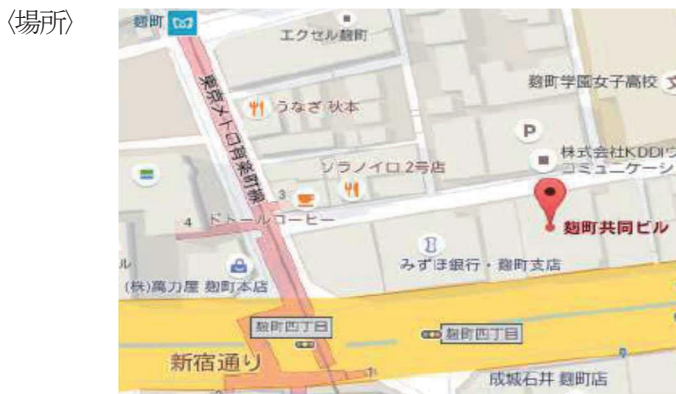 〈場所〉
麹町
エクセル麹町
麹町学園女子高校
東京メトロ有楽町線
うなぎ 秋本
P
株式会社KDDIウ
コミュニケーシ
ソラノイロ 2号店
3
4
ドトールコーヒー
麹町共同ビル
みずほ銀行・麹町支店
ル
(株)萬力屋 麹町本店
麹町四丁目
麹町四丁目
新宿通り
成城石井 麹町店